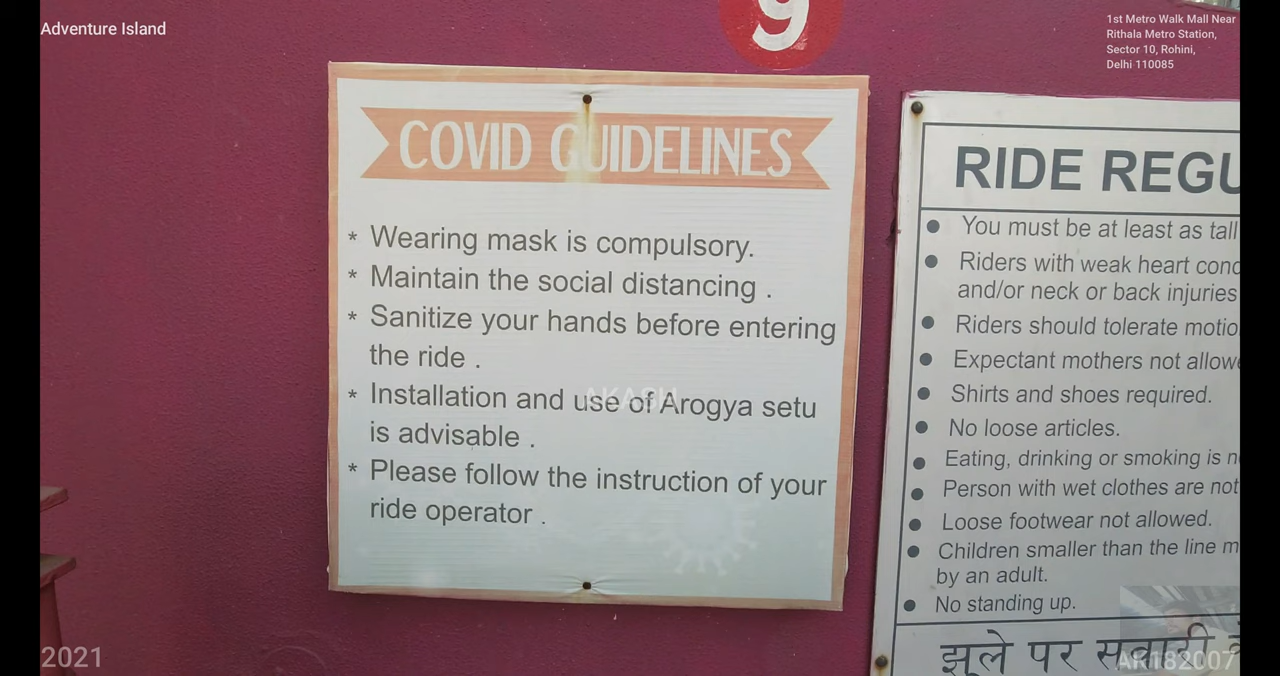 Adventure Island
1st Metro Walk Mall Near
Rithala Metro Station,
Sector 10, Rohini,
Delhi 110085
9
COVID GUIDELINES
* Wearing mask is compulsory.
* Maintain the social distancing .
* Sanitize your hands before entering
the ride .
* Installation and use of Arogya setu
is advisable .
* Please follow the instruction of your
ride operator .
AKASH
RIDE REGU
● You must be at least as tall
● Riders with weak heart cond
and/or neck or back injuries
● Riders should tolerate motio
● Expectant mothers not allowe
● Shirts and shoes required.
● No loose articles.
● Eating, drinking or smoking is n
● Person with wet clothes are not
● Loose footwear not allowed.
● Children smaller than the line m
by an adult.
● No standing up.
झूले पर सवारी
2021
AK182007